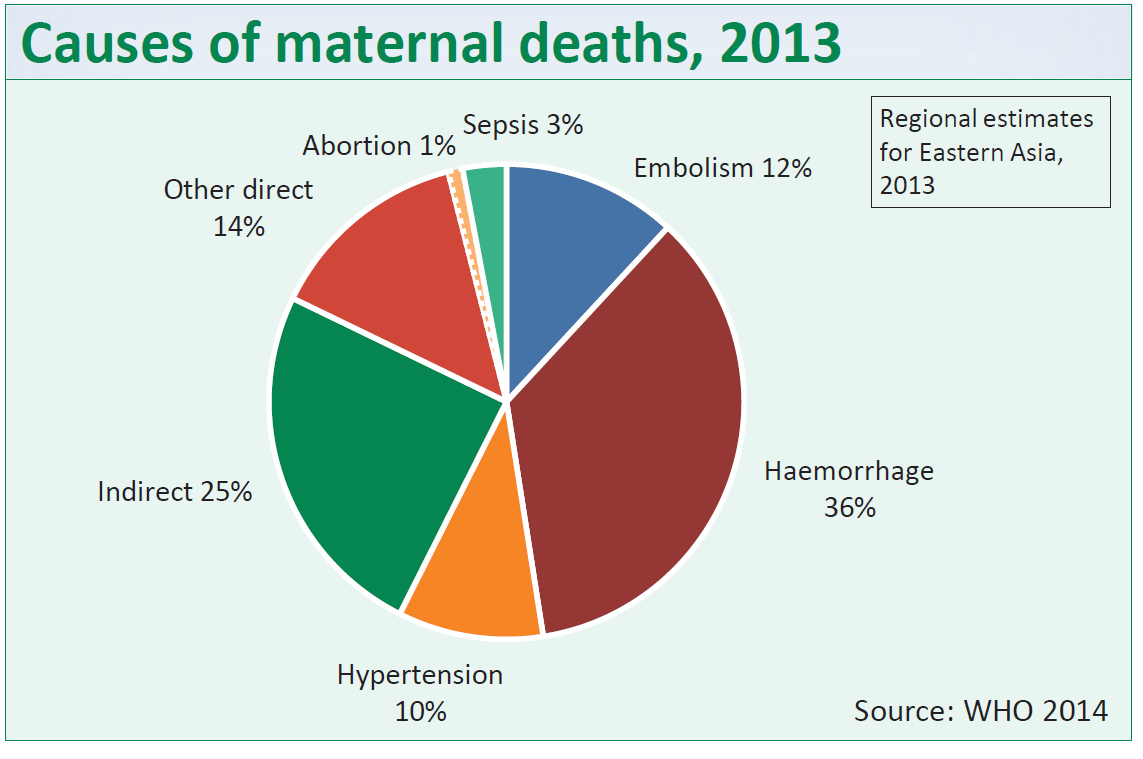 Causes of maternal deaths, 2013
Regional estimates
for Eastern Asia,
2013
Sepsis 3%
Abortion 1%
Embolism 12%
Other direct
14%
Haemorrhage
36%
Indirect 25%
Hypertension
10%
Source: WHO 2014